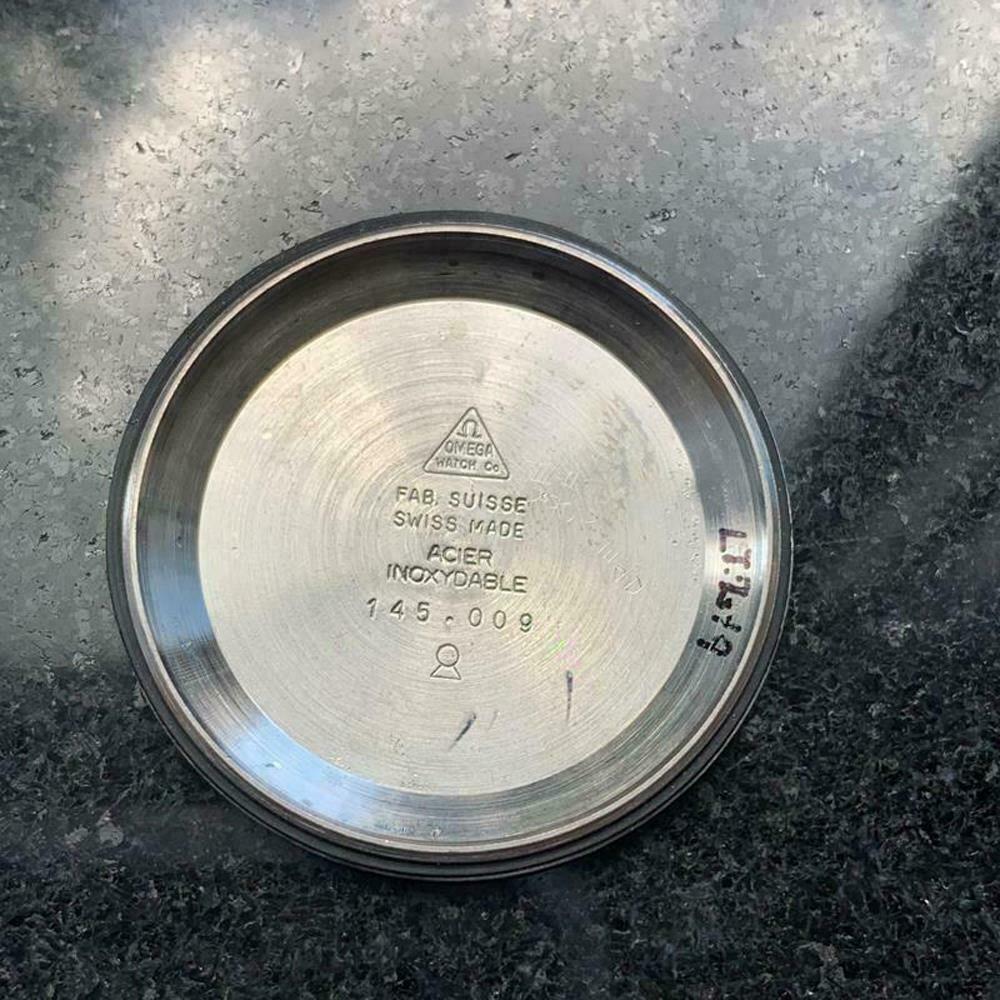 Ω
OMEGA
WATCH Co
FAB. SUISSE
SWISS MADE
ACIER
INOXYDABLE
145.009